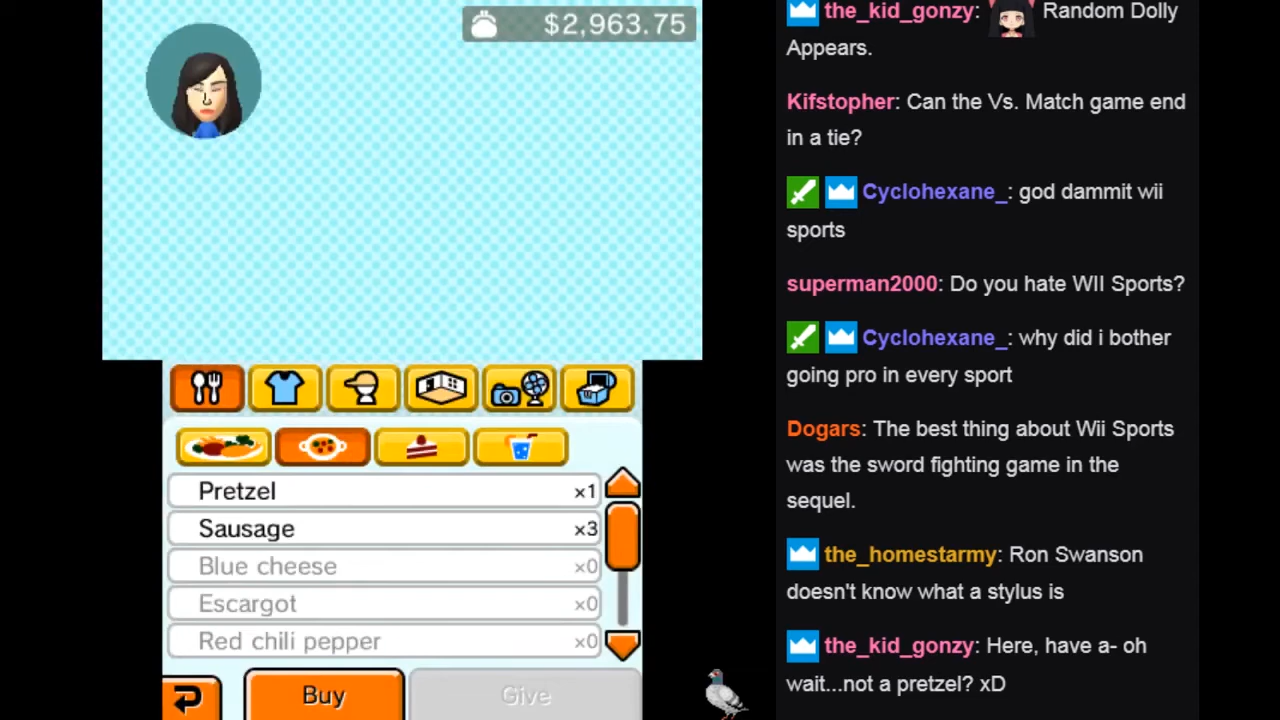 $2,963.75
Pretzel ×1
Sausage ×3
Blue cheese ×0
Escargot ×0
Red chili pepper ×0
Buy
Give
the_kid_gonzy: Random Dolly
Appears.
Kifstopher: Can the Vs. Match game end
in a tie?
Cyclohexane_: god dammit wii
sports
superman2000: Do you hate WII Sports?
Cyclohexane_: why did i bother
going pro in every sport
Dogars: The best thing about Wii Sports
was the sword fighting game in the
sequel.
the_homestarmy: Ron Swanson
doesn't know what a stylus is
the_kid_gonzy: Here, have a- oh
wait...not a pretzel? xD